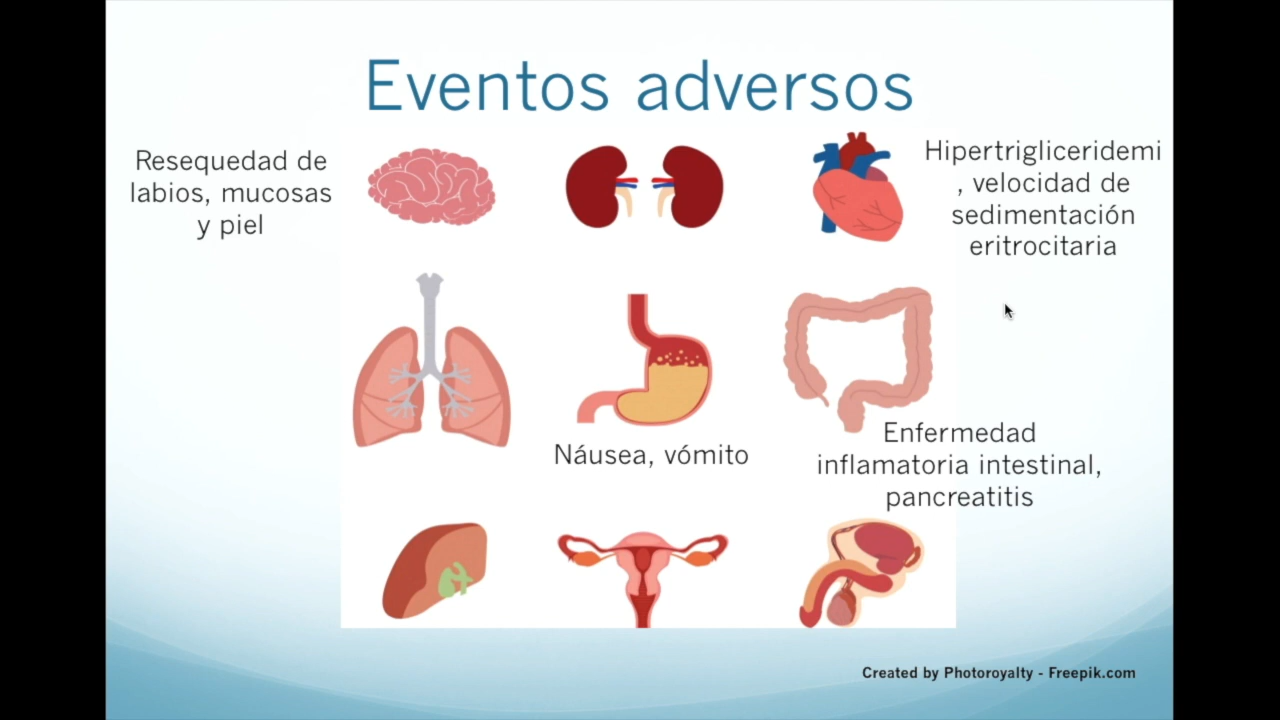 Eventos adversos
Resequedad de
labios, mucosas
y piel
Hipertrigliceridemi
, velocidad de
sedimentación
eritrocitaria
Náusea, vómito
Enfermedad
inflamatoria intestinal,
pancreatitis
Created by Photoroyalty - Freepik.com